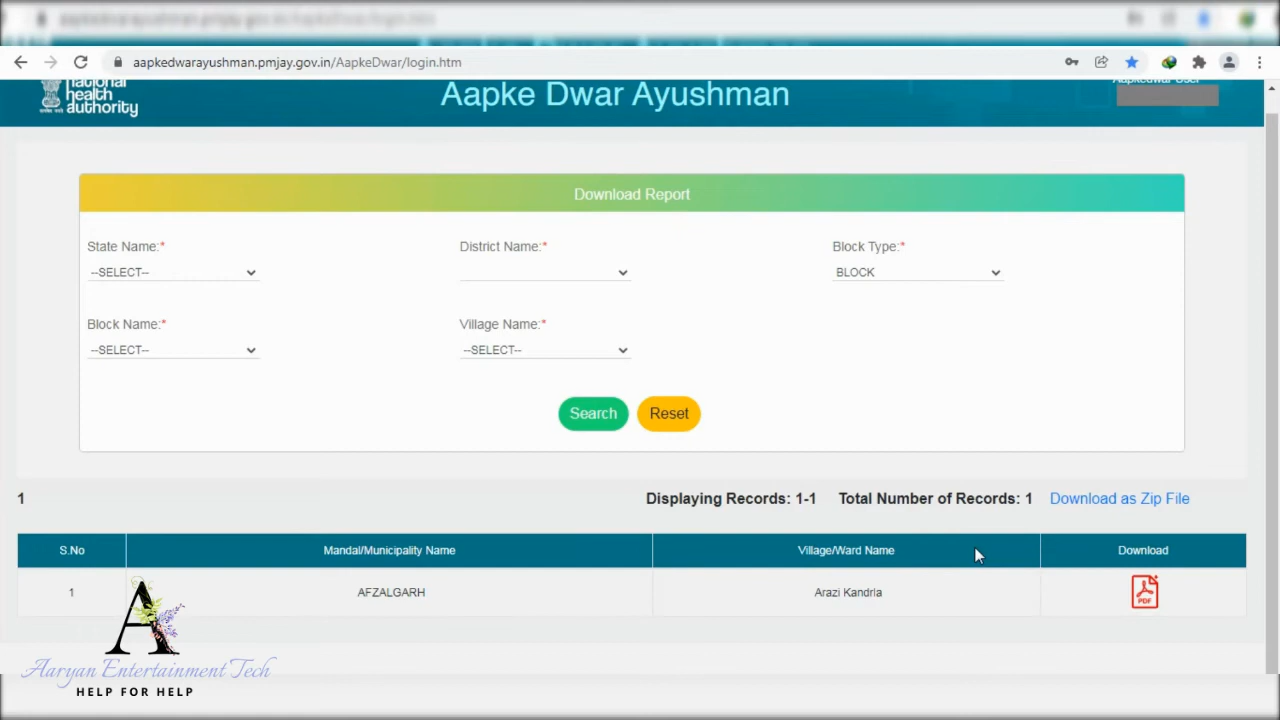 aapkedwarayushman.pmjay.gov.in/AapkeDwar/login.htm
national
health
authority
Aapke Dwar Ayushman
Aapkedwar User
Download Report
State Name:*
District Name:*
Block Type:*
--SELECT--
BLOCK
Block Name:*
Village Name:*
--SELECT--
--SELECT--
Search
Reset
1
Displaying Records: 1-1
Total Number of Records: 1
Download as Zip File
S.No
Mandal/Municipality Name
Village/Ward Name
Download
1
AFZALGARH
Arazi Kandria
PDF
A
Aaryan Entertainment Tech
HELP FOR HELP